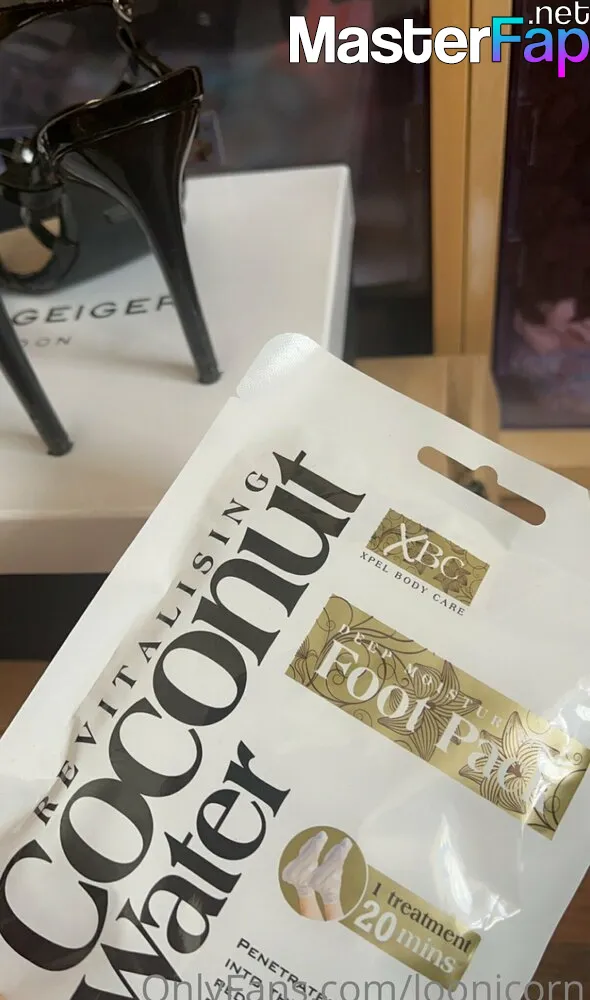 .net
MasterFap
GEIGER
REVITALISING
Coconut
Water
XBC
XPEL BODY CARE
Foot Pack
1 treatment
20 mins
OnlyFans.com/loonicorn